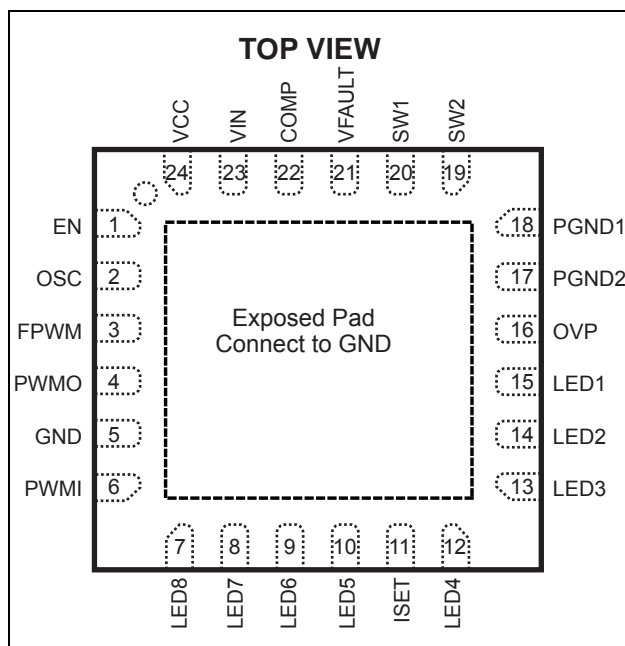 TOP VIEW
VCC
VIN
COMP
VFAULT
SW1
SW2
24
23
22
21
20
19
EN
1
OSC
2
FPWM
3
PWMO
4
GND
5
PWMI
6
Exposed Pad
Connect to GND
18
PGND1
17
PGND2
16
OVP
15
LED1
14
LED2
13
LED3
7
8
9
10
11
12
LED8
LED7
LED6
LED5
ISET
LED4